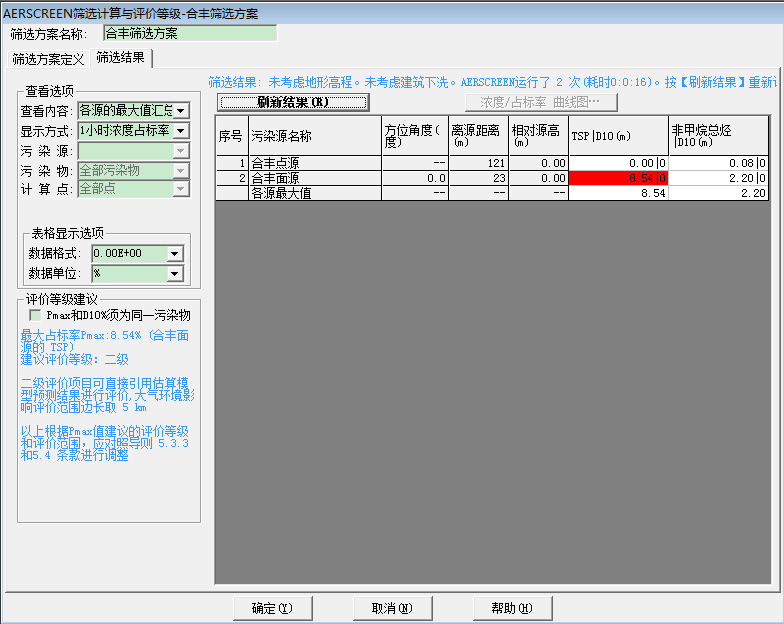 AERSCREEN筛选计算与评价等级-合丰筛选方案
筛选方案名称: 合丰筛选方案
筛选方案定义 筛选结果
筛选结果: 未考虑地形高程。未考虑建筑下洗。AERSCREEN运行了 2 次(耗时0:0:16)。按【刷新结果】重新
刷新结果(R) 浓度/占标率 曲线图…
查看选项
查看内容: 各源的最大值汇总
显示方式: 1小时浓度占标率
污 染 源:
污 染 物: 全部污染物
计 算 点: 全部点
表格显示选项
数据格式: 0.00E+00
数据单位: %
评价等级建议
Pmax和D10%须为同一污染物
最大占标率Pmax:8.54% (合丰面
源的 TSP)
建议评价等级: 二级
二级评价项目可直接引用估算模
型预测结果进行评价,大气环境影
响评价范围边长取 5 km
以上根据Pmax值建议的评价等级
和评价范围, 应对照导则 5.3.3
和5.4 条款进行调整
序号 污染源名称 方位角度(度) 离源距离(m) 相对源高(m) TSP|D10(m) 非甲烷总烃|D10(m)
1 合丰点源 -- 121 0.00 0.00|0 0.08|0
2 合丰面源 0.0 23 0.00 8.54|0 2.20|0
各源最大值 -- -- -- 8.54 2.20
确定(Y) 取消(N) 帮助(H)